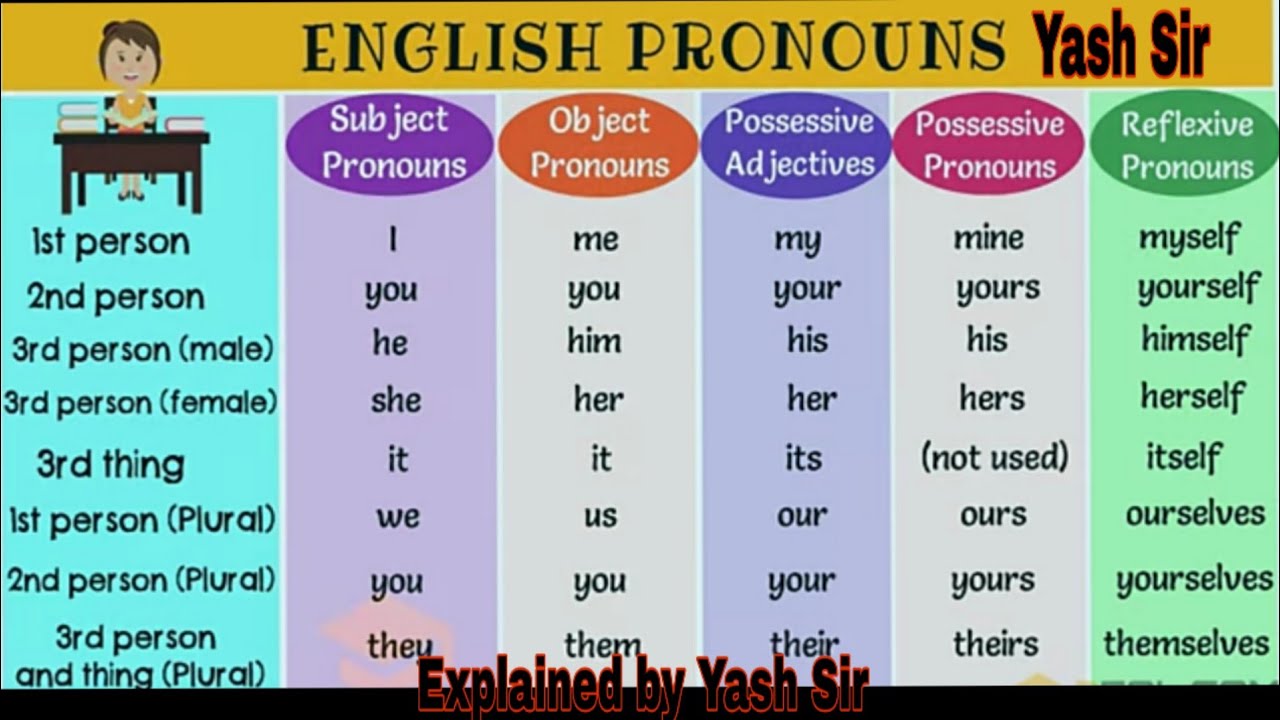 ENGLISH PRONOUNS Yash Sir
Subject Pronouns Object Pronouns Possessive Adjectives Possessive Pronouns Reflexive Pronouns
1st person I me my mine myself
2nd person you you your yours yourself
3rd person (male) he him his his himself
3rd person (female) she her her hers herself
3rd thing it it its (not used) itself
1st person (Plural) we us our ours ourselves
2nd person (Plural) you you your yours yourselves
3rd person and thing (Plural) they them their theirs themselves
Explained by Yash Sir